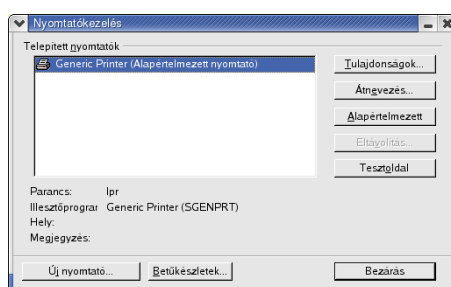 Nyomtatókezelés
Telepített nyomtatók
Generic Printer (Alapértelmezett nyomtató)
Tulajdonságok...
Átnevezés...
Alapértelmezett
Eltávolítás...
Tesztoldal
Parancs: lpr
Illesztőprograr Generic Printer (SGENPRT)
Hely:
Megjegyzés:
Új nyomtató...
Betűkészletek...
Bezárás